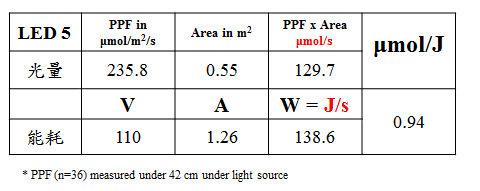 LED 5 PPF in μmol/m²/s Area in m² PPF x Area μmol/s μmol/J
光量 235.8 0.55 129.7
V A W = J/s
能耗 110 1.26 138.6 0.94
* PPF (n=36) measured under 42 cm under light source